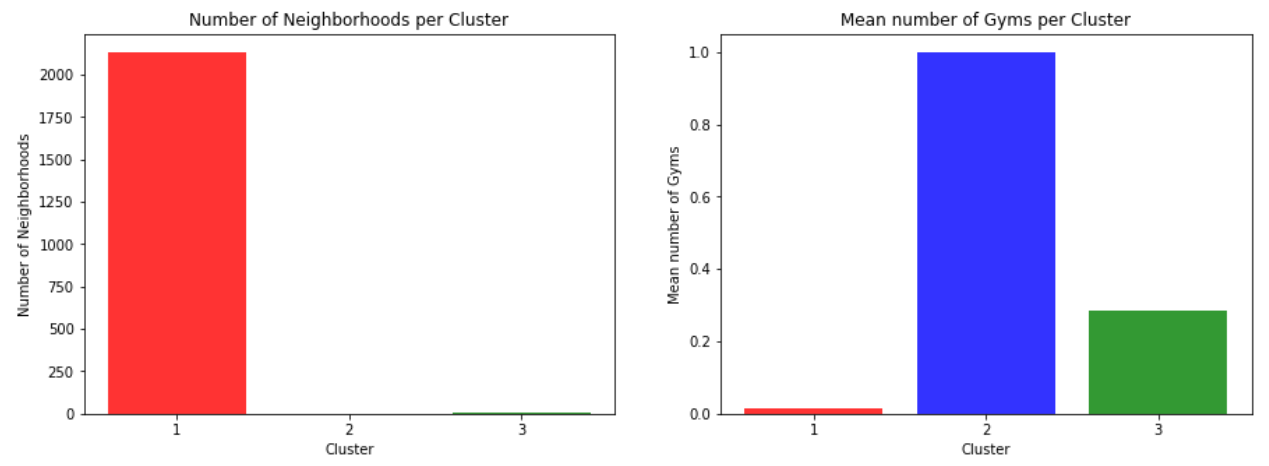 Number of Neighborhoods per Cluster
Number of Neighborhoods
2000
1750
1500
1250
1000
750
500
250
0
1 2 3
Cluster
Mean number of Gyms per Cluster
Mean number of Gyms
1.0
0.8
0.6
0.4
0.2
0.0
1 2 3
Cluster